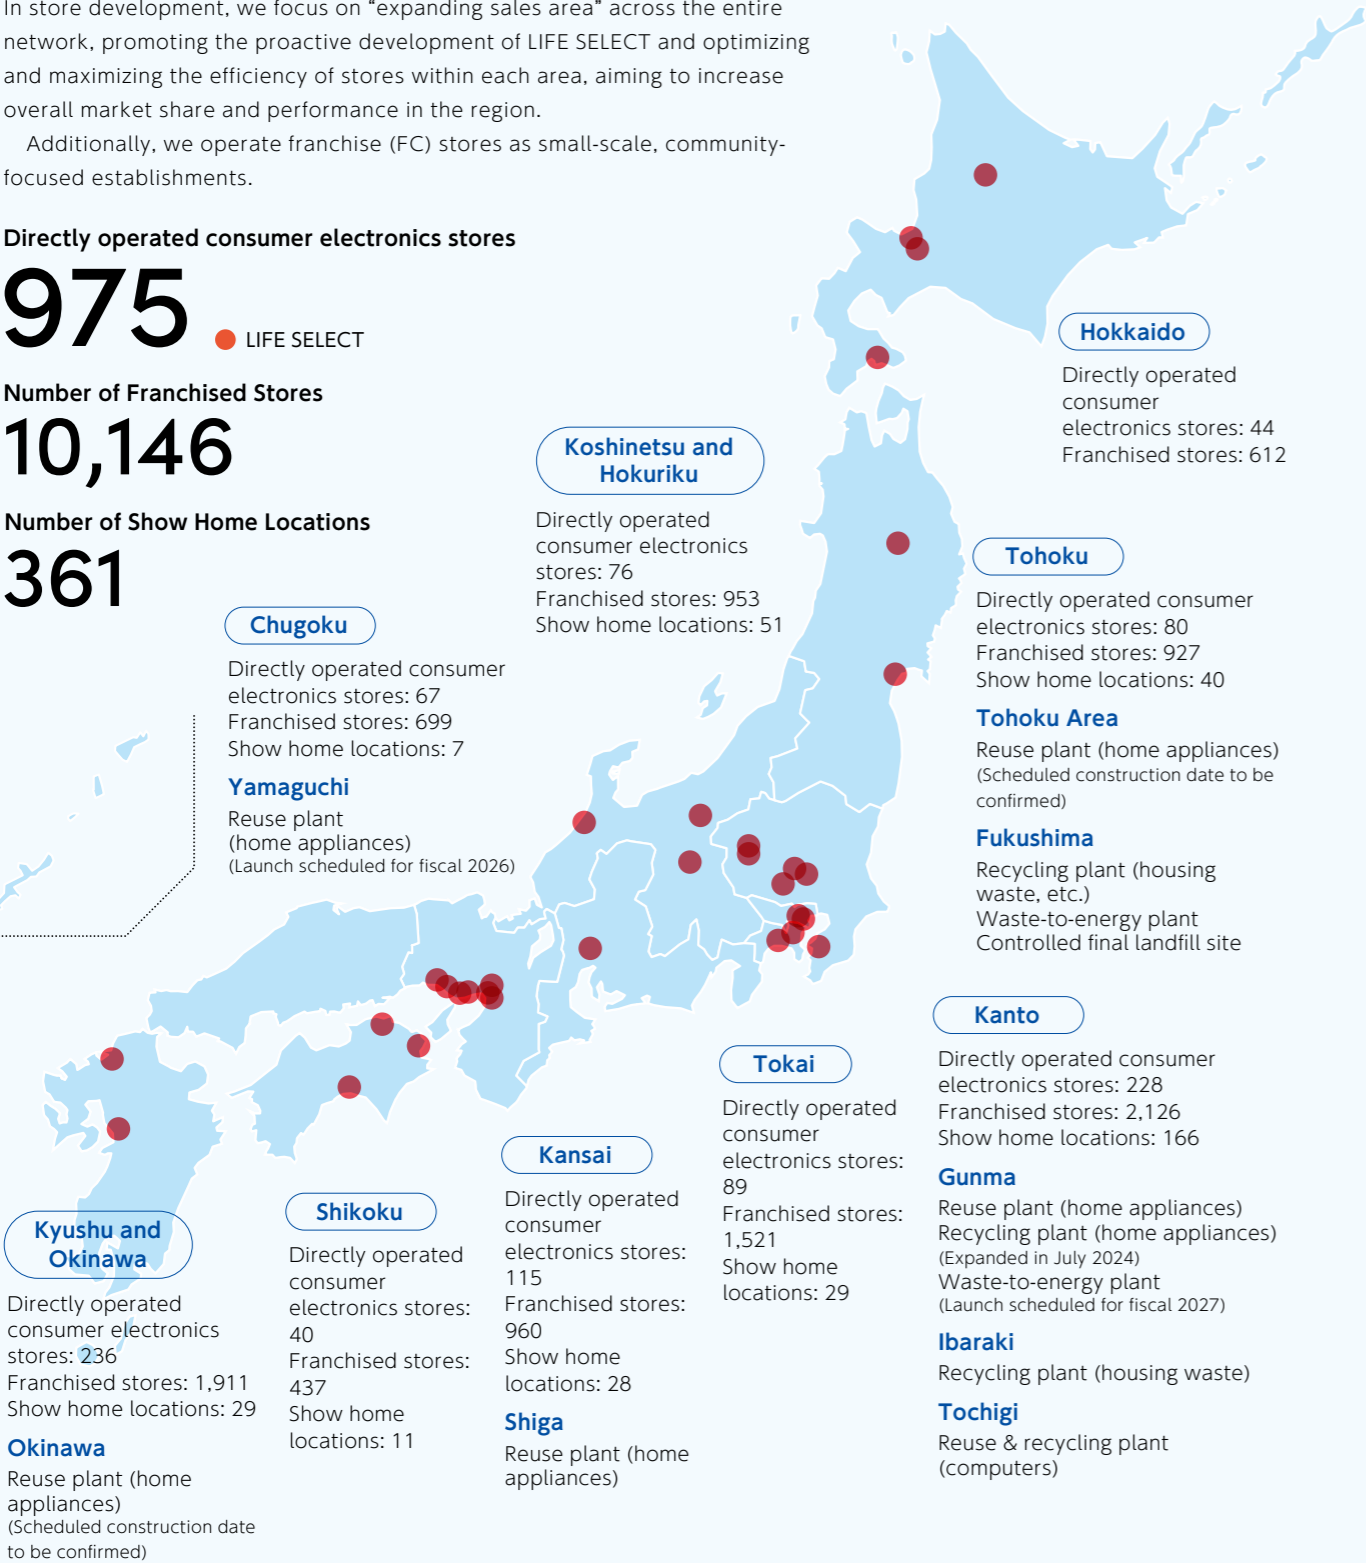 In store development, we focus on “expanding sales area” across the entire
network, promoting the proactive development of LIFE SELECT and optimizing
and maximizing the efficiency of stores within each area, aiming to increase
overall market share and performance in the region.
Additionally, we operate franchise (FC) stores as small-scale, community-
focused establishments.
Directly operated consumer electronics stores
975
LIFE SELECT
Number of Franchised Stores
10,146
Number of Show Home Locations
361
Hokkaido
Directly operated
consumer
electronics stores: 44
Franchised stores: 612
Koshinetsu and
Hokuriku
Directly operated
consumer electronics
stores: 76
Franchised stores: 953
Show home locations: 51
Tohoku
Directly operated consumer
electronics stores: 80
Franchised stores: 927
Show home locations: 40
Tohoku Area
Reuse plant (home appliances)
(Scheduled construction date to be
confirmed)
Fukushima
Recycling plant (housing
waste, etc.)
Waste-to-energy plant
Controlled final landfill site
Chugoku
Directly operated consumer
electronics stores: 67
Franchised stores: 699
Show home locations: 7
Yamaguchi
Reuse plant
(home appliances)
(Launch scheduled for fiscal 2026)
Kanto
Directly operated consumer
electronics stores: 228
Franchised stores: 2,126
Show home locations: 166
Gunma
Reuse plant (home appliances)
Recycling plant (home appliances)
(Expanded in July 2024)
Waste-to-energy plant
(Launch scheduled for fiscal 2027)
Ibaraki
Recycling plant (housing waste)
Tochigi
Reuse & recycling plant
(computers)
Tokai
Directly operated
consumer
electronics stores:
89
Franchised stores:
1,521
Show home
locations: 29
Kansai
Directly operated
consumer
electronics stores:
115
Franchised stores:
960
Show home
locations: 28
Shiga
Reuse plant (home
appliances)
Shikoku
Directly operated
consumer
electronics stores:
40
Franchised stores:
437
Show home
locations: 11
Kyushu and
Okinawa
Directly operated
consumer electronics
stores: 236
Franchised stores: 1,911
Show home locations: 29
Okinawa
Reuse plant (home
appliances)
(Scheduled construction date
to be confirmed)